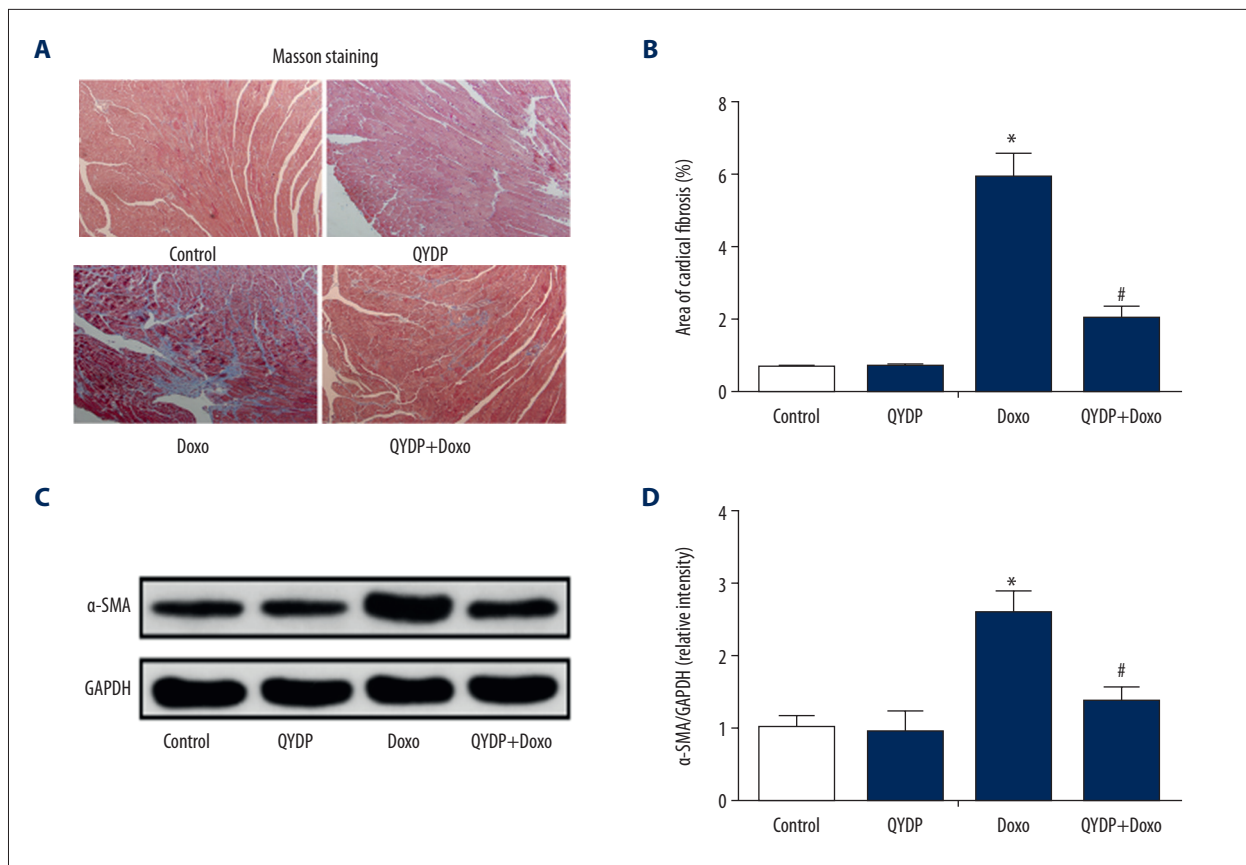 A
Masson staining
Control
QYDP
Doxo
QYDP+Doxo
B
Area of cardical fibrosis (%)
8
6
4
2
0
*
#
Control
QYDP
Doxo
QYDP+Doxo
C
α-SMA
GAPDH
Control
QYDP
Doxo
QYDP+Doxo
D
α-SMA/GAPDH (relative intensity)
4
3
2
1
0
*
#
Control
QYDP
Doxo
QYDP+Doxo